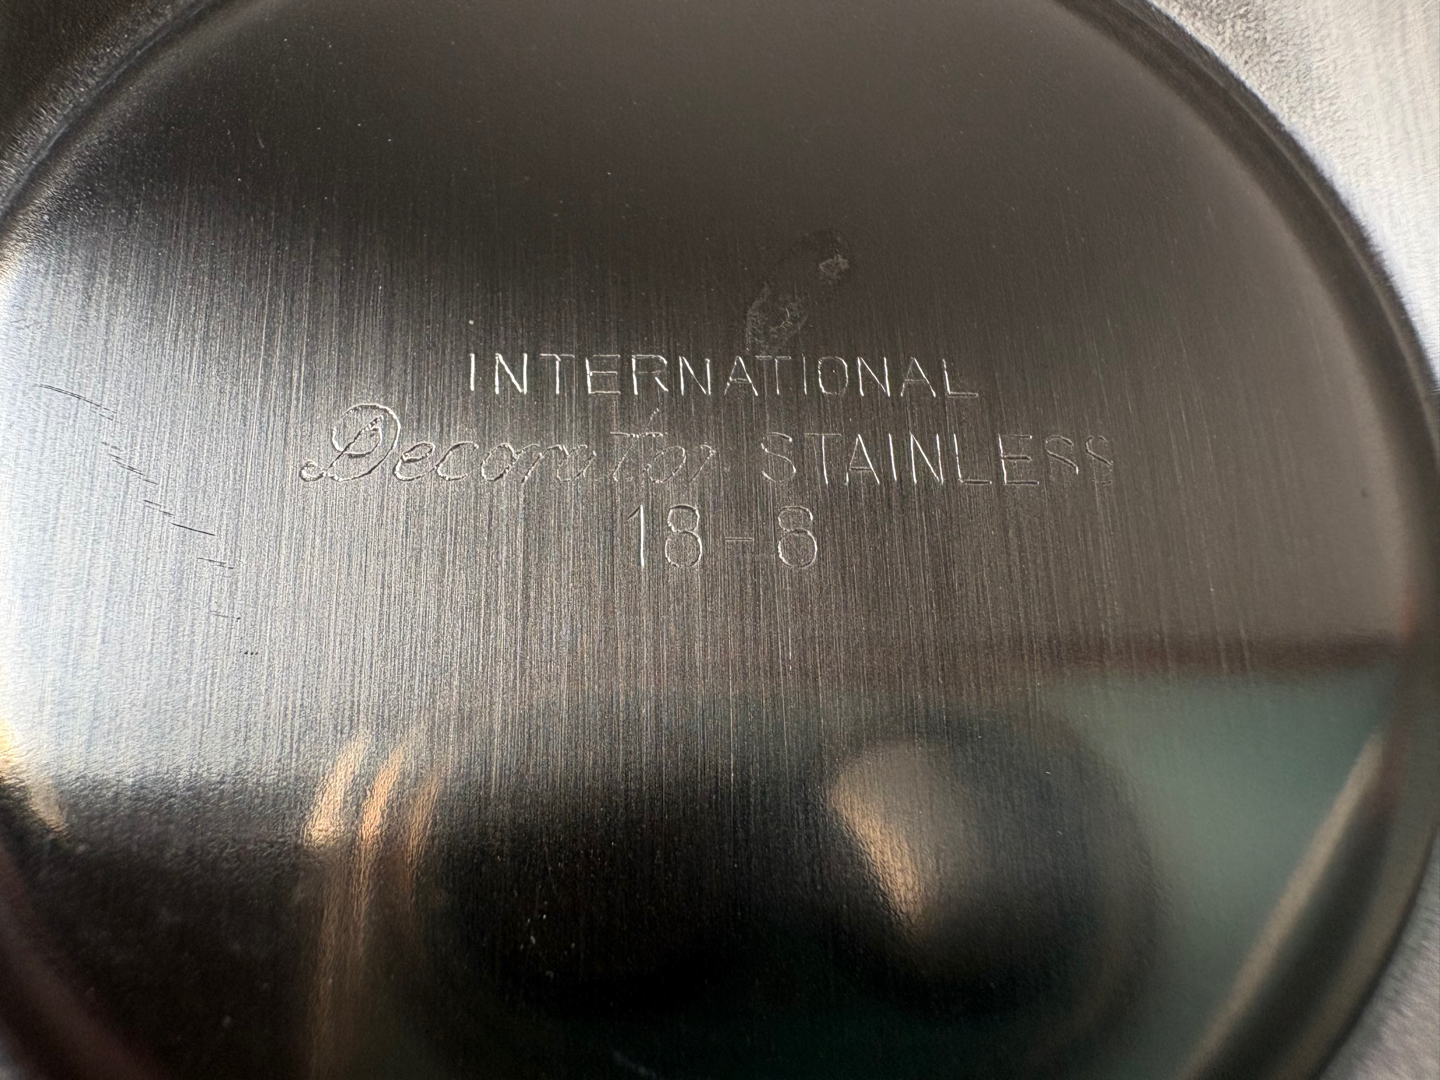 INTERNATIONAL
Decorator STAINLESS
18-8